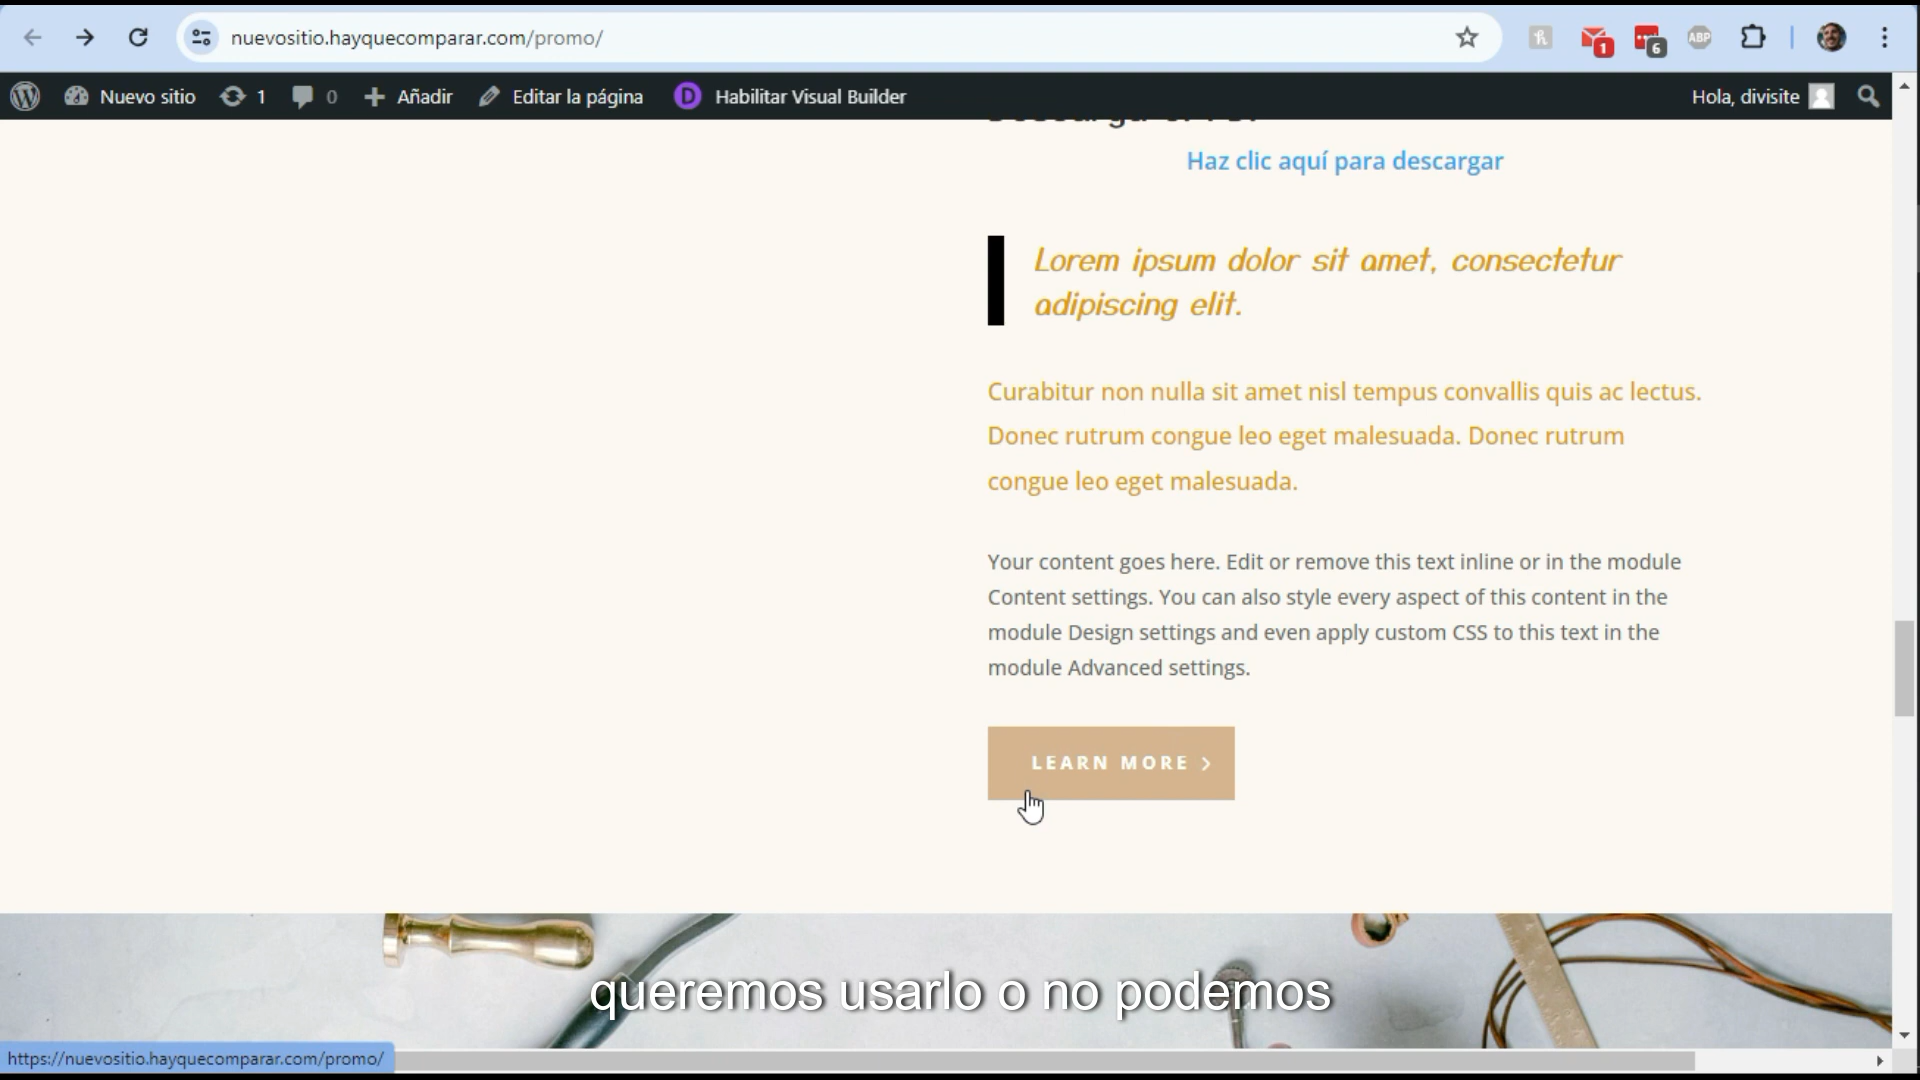 nuevositio.hayquecomparar.com/promo/
1
6
ABP
Nuevo sitio
1
0
Añadir
Editar la página
D
Habilitar Visual Builder
Hola, divisite
Haz clic aquí para descargar
Lorem ipsum dolor sit amet, consectetur
adipiscing elit.
Curabitur non nulla sit amet nisl tempus convallis quis ac lectus.
Donec rutrum congue leo eget malesuada. Donec rutrum
congue leo eget malesuada.
Your content goes here. Edit or remove this text inline or in the module
Content settings. You can also style every aspect of this content in the
module Design settings and even apply custom CSS to this text in the
module Advanced settings.
LEARN MORE
queremos usarlo o no podemos
https://nuevositio.hayquecomparar.com/promo/